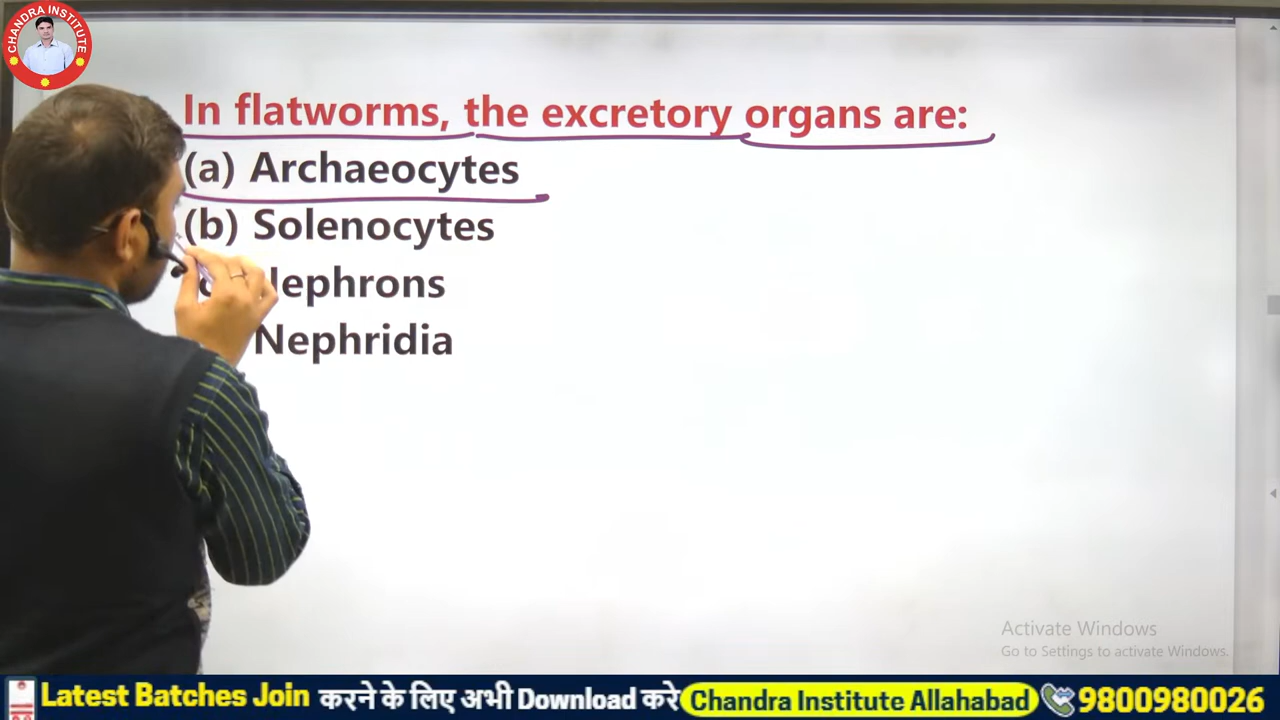 CHANDRA INSTITUTE
In flatworms, the excretory organs are:
(a) Archaeocytes
(b) Solenocytes
Nephrons
Nephridia
Activate Windows
Go to Settings to activate Windows.
Latest Batches Join करने के लिए अभी Download करे Chandra Institute Allahabad 9800980026